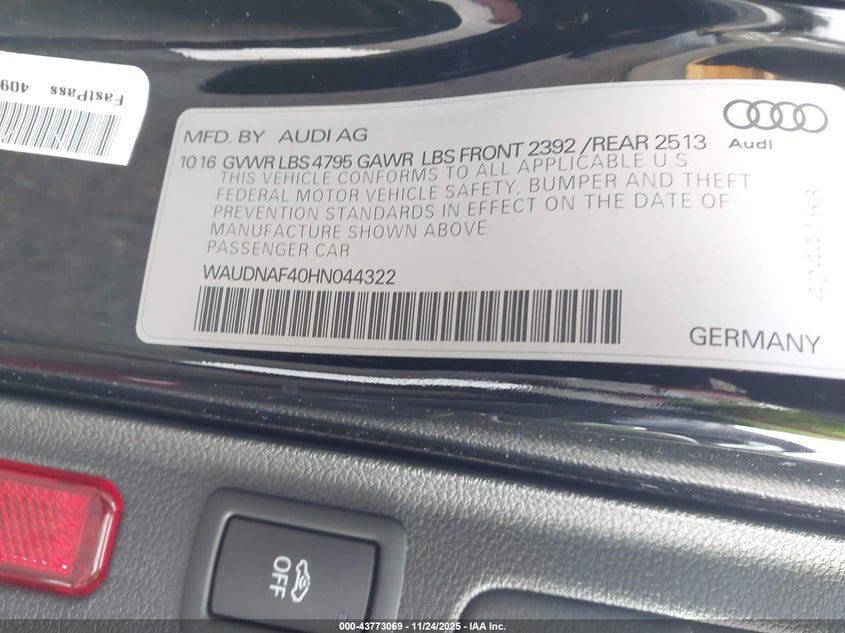 FastPass 409
MFD. BY AUDI AG
Audi
10 16 GVWR LBS 4795 GAWR LBS FRONT 2392 /REAR 2513
THIS VEHICLE CONFORMS TO ALL APPLICABLE U.S.
FEDERAL MOTOR VEHICLE SAFETY, BUMPER AND THEFT
PREVENTION STANDARDS IN EFFECT ON THE DATE OF
MANUFACTURE SHOWN ABOVE
PASSENGER CAR
WAUDNAF40HN044322
GERMANY
OFF
000-43773069 - 11/24/2025 - IAA Inc.